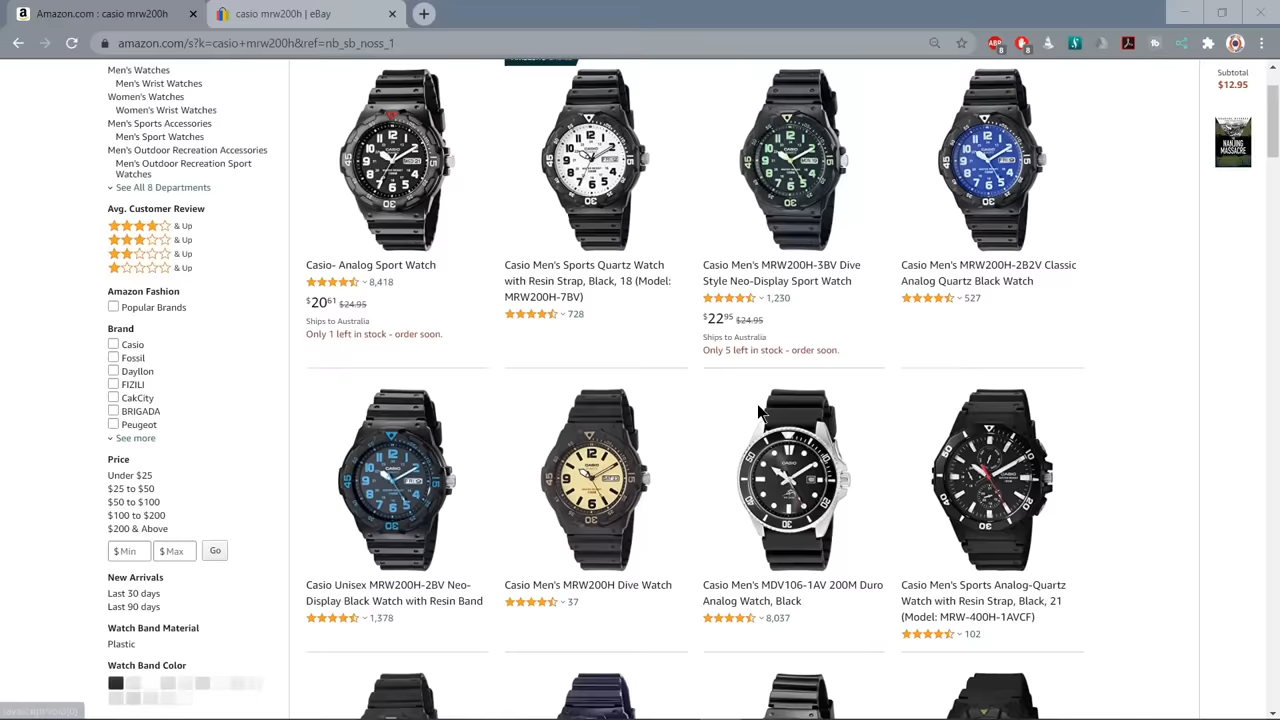 Amazon.com : casio mrw200h
casio mrw200h | eBay
amazon.com/?k=casio+mrw200h&ref=nb_sb_noss_1
Men's Watches
Men's Wrist Watches
Women's Watches
Women's Wrist Watches
Men's Sports Accessories
Men's Sport Watches
Men's Outdoor Recreation Accessories
Men's Outdoor Recreation Sport
Watches
See All 8 Departments
Avg. Customer Review
& Up
& Up
& Up
& Up
Amazon Fashion
Popular Brands
Brand
Casio
Fossil
Dayllon
FIZILI
CakCity
BRIGADA
Peugeot
See more
Price
Under $25
$25 to $50
$50 to $100
$100 to $200
$200 & Above
$ Min $ Max Go
New Arrivals
Last 30 days
Last 90 days
Watch Band Material
Plastic
Watch Band Color
Casio- Analog Sport Watch
8,418
$20 61 $24.95
Ships to Australia
Only 1 left in stock - order soon.
Casio Men's Sports Quartz Watch
with Resin Strap, Black, 18 (Model:
MRW200H-7BV)
728
Casio Men's MRW200H-3BV Dive
Style Neo-Display Sport Watch
1,230
$22 95 $24.95
Ships to Australia
Only 5 left in stock - order soon.
Casio Men's MRW200H-2B2V Classic
Analog Quartz Black Watch
527
Casio Unisex MRW200H-2BV Neo-
Display Black Watch with Resin Band
1,378
Casio Men's MRW200H Dive Watch
37
Casio Men's MDV106-1AV 200M Duro
Analog Watch, Black
8,037
Casio Men's Sports Analog-Quartz
Watch with Resin Strap, Black, 21
(Model: MRW-400H-1AVCF)
102
Subtotal
$12.95
NANJING
MASSACRE